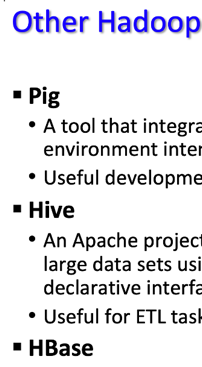 Other Hadoop
▪ Pig
• A tool that integra
environment inter
• Useful developme
▪ Hive
• An Apache project
large data sets usi
declarative interfa
• Useful for ETL task
▪ HBase